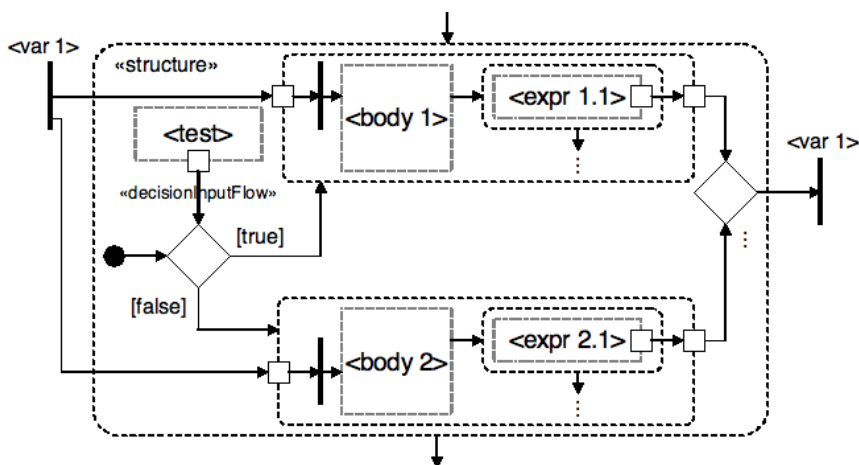 <var 1>
«structure»
<body 1>
<expr 1.1>
<test>
<var 1>
«decisionInputFlow»
[true]
[false]
<body 2>
<expr 2.1>